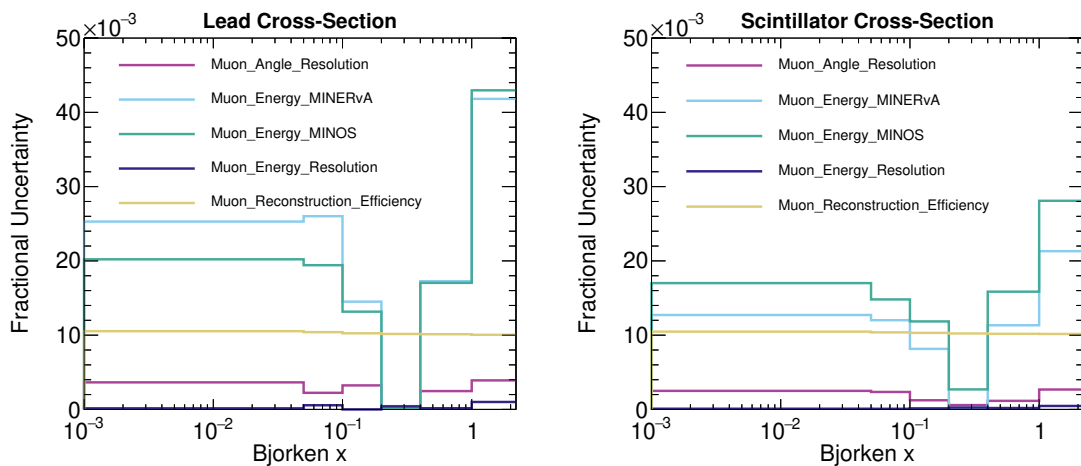 Lead Cross-Section
×10⁻³
50
40
30
20
10
0
Fractional Uncertainty
Muon_Angle_Resolution
Muon_Energy_MINERvA
Muon_Energy_MINOS
Muon_Energy_Resolution
Muon_Reconstruction_Efficiency
10⁻³ 10⁻² 10⁻¹ 1
Bjorken x
Scintillator Cross-Section
×10⁻³
50
40
30
20
10
0
Fractional Uncertainty
Muon_Angle_Resolution
Muon_Energy_MINERvA
Muon_Energy_MINOS
Muon_Energy_Resolution
Muon_Reconstruction_Efficiency
10⁻³ 10⁻² 10⁻¹ 1
Bjorken x